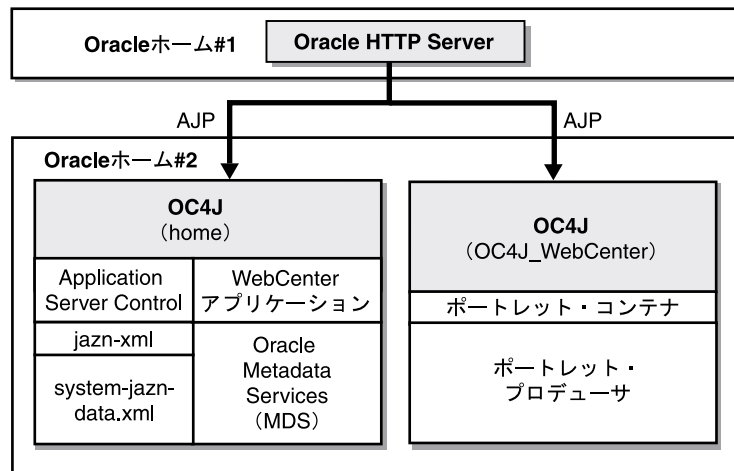 Oracleホーム#1
Oracle HTTP Server
AJP
AJP
Oracleホーム#2
OC4J
（home）
Application
Server Control
WebCenter
アプリケーション
jazn-xml
system-jazn-
data.xml
Oracle
Metadata
Services
（MDS）
OC4J
（OC4J_WebCenter）
ポートレット・コンテナ
ポートレット・
プロデューサ